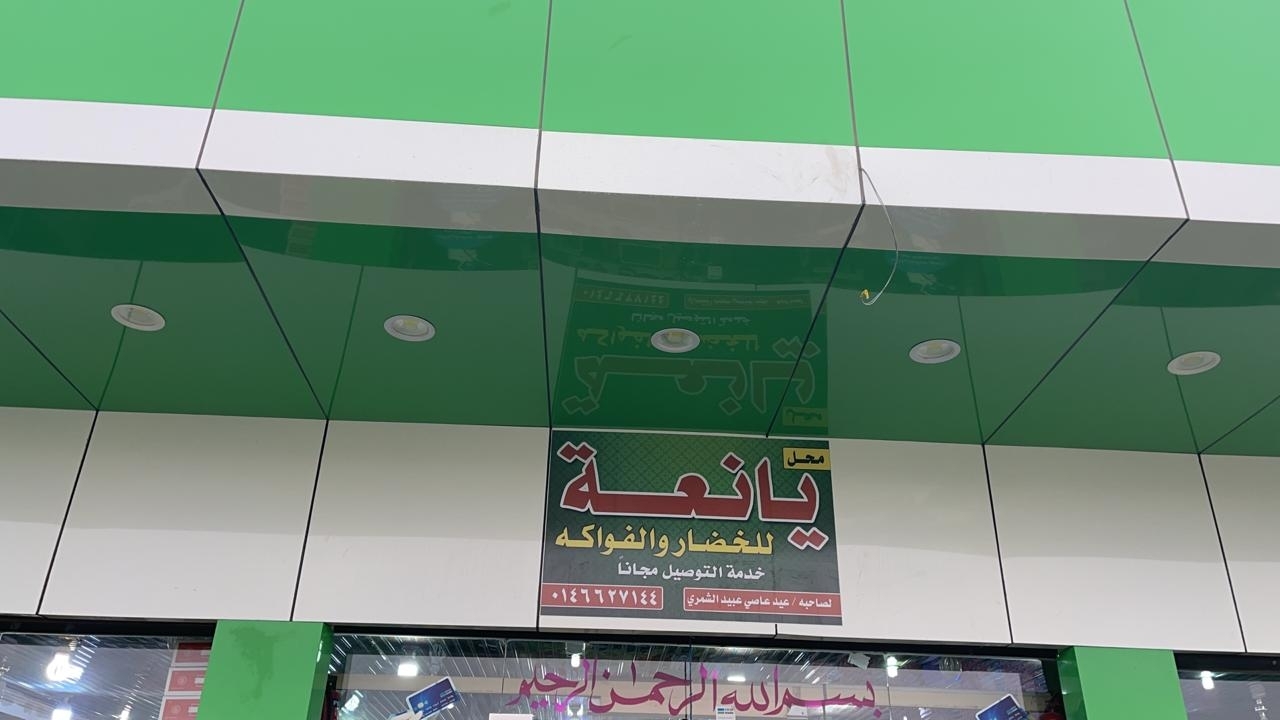 محل
يانعة
للخضار والفواكه
خدمة التوصيل مجاناً
لصاحبه / عيد عاصي عبيد الشمري
٠١٤٦٦٢٧١٤٤
بسم الله الرحمن الرحيم